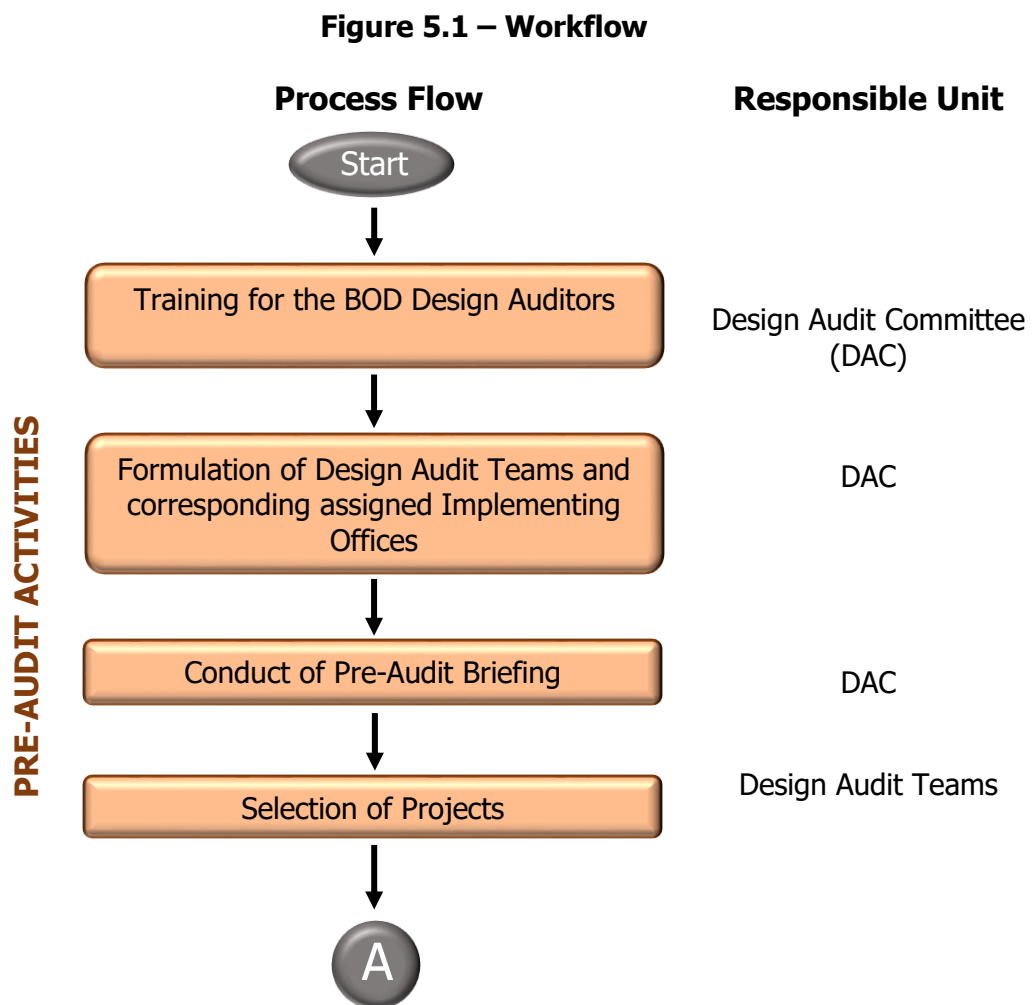 Figure 5.1 – Workflow
Process Flow
Responsible Unit
Start
Training for the BOD Design Auditors
Design Audit Committee
(DAC)
PRE-AUDIT ACTIVITIES
Formulation of Design Audit Teams and
corresponding assigned Implementing
Offices
DAC
Conduct of Pre-Audit Briefing
DAC
Selection of Projects
Design Audit Teams
A